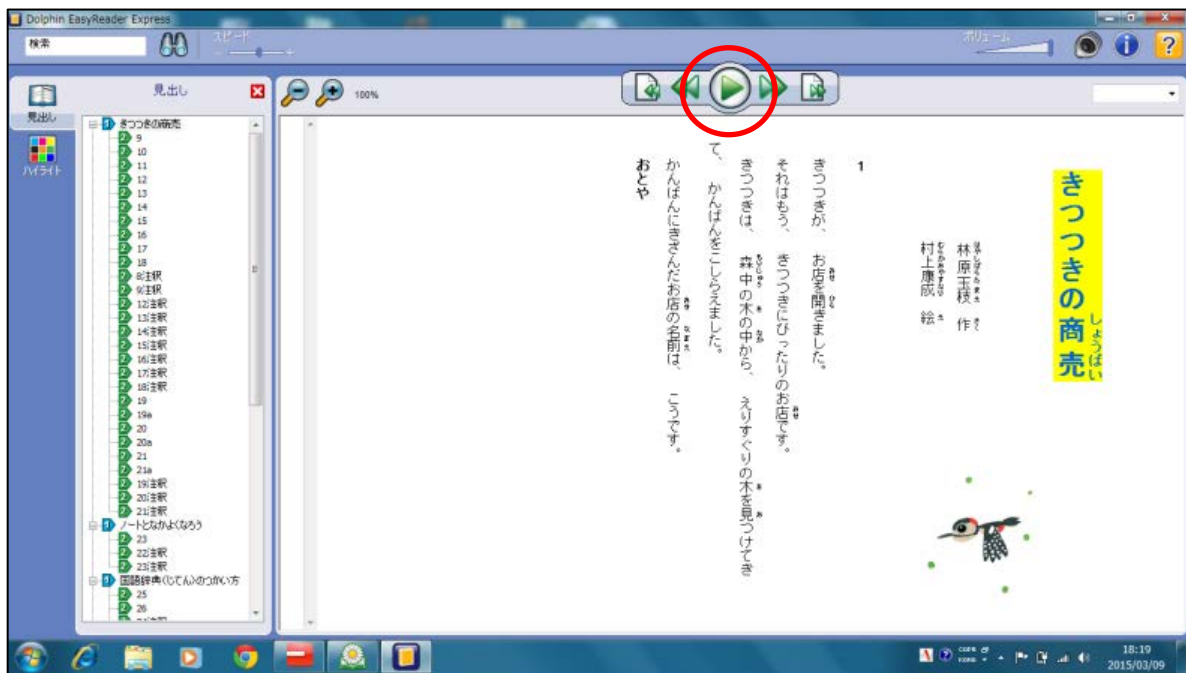 Dolphin EasyReader Express
検索
スピード
ボリューム
見出し
ハイライト
見出し
きつつきの商売
9
10
11
12
13
14
15
16
17
18
8注釈
9注釈
12注釈
13注釈
14注釈
15注釈
16注釈
17注釈
18注釈
19
19a
20
20a
21
21a
19注釈
20注釈
21注釈
ノートとなかよくなろう
23
22注釈
23注釈
国語辞典(じてん)のつかい方
25
26
100%
きつつきの商売
しょうばい
林原玉枝 作
村上康成 絵
1
きつつきが、 お店を開きました。
それはもう、 きつつきにぴったりのお店です。
きつつきは、 森中の木の中から、 えりすぐりの木を見つけてき
て、 かんばんをこしらえました。
かんばんにきざんだお店の名前は、 こうです。
おとや
18:19
2015/03/09